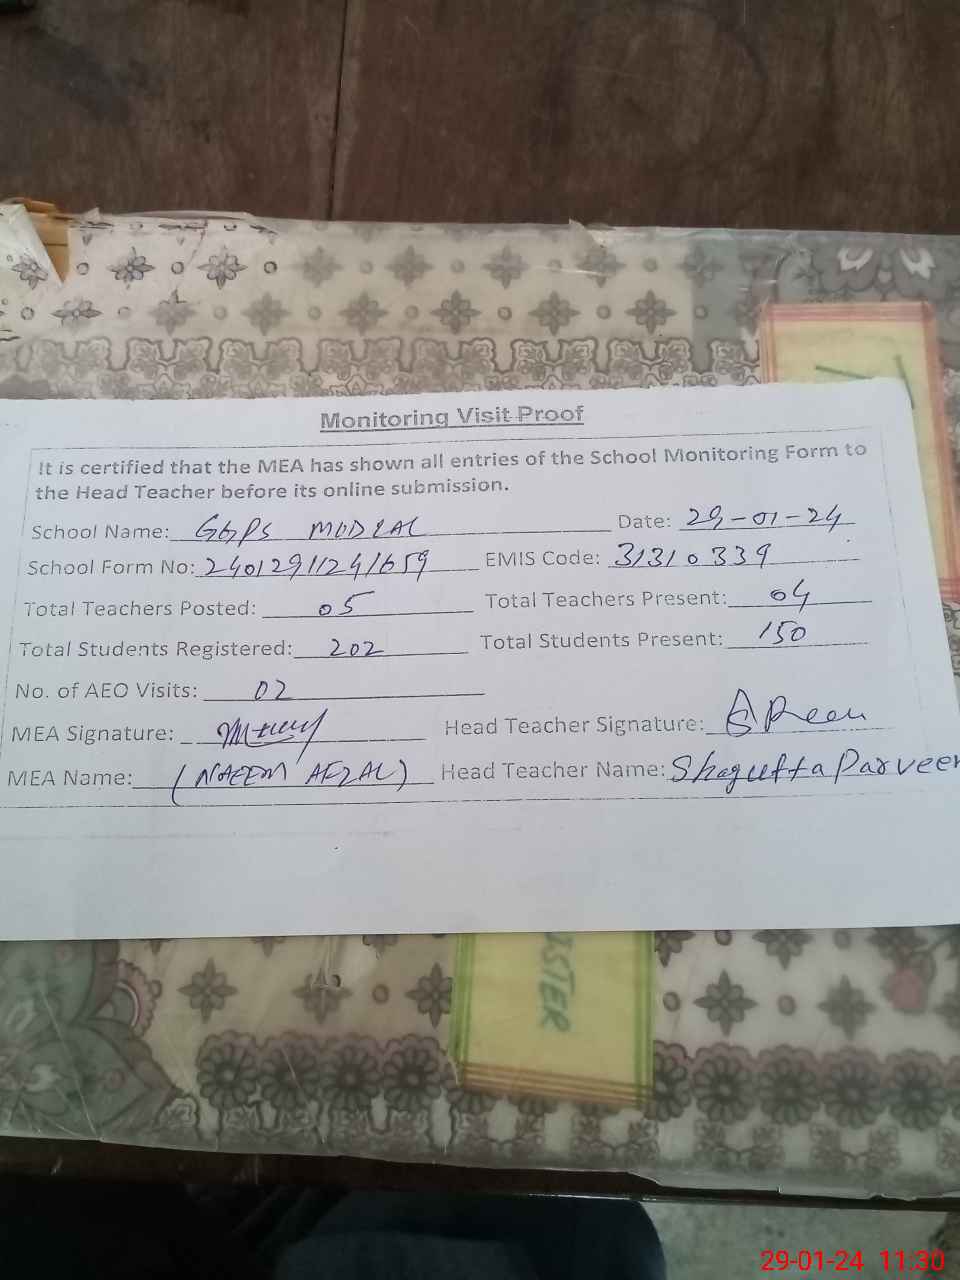 Monitoring Visit Proof
It is certified that the MEA has shown all entries of the School Monitoring Form to
the Head Teacher before its online submission.
School Name: GGPS MUDLAL Date: 29-01-24
School Form No: 24012911241659 EMIS Code: 31310339
Total Teachers Posted: 05 Total Teachers Present: 04
Total Students Registered: 202 Total Students Present: 150
No. of AEO Visits: 02
MEA Signature: Head Teacher Signature:
MEA Name: (NAEEM AFZAL) Head Teacher Name: Shagufta Parveen
ISTER
29-01-24 11:30